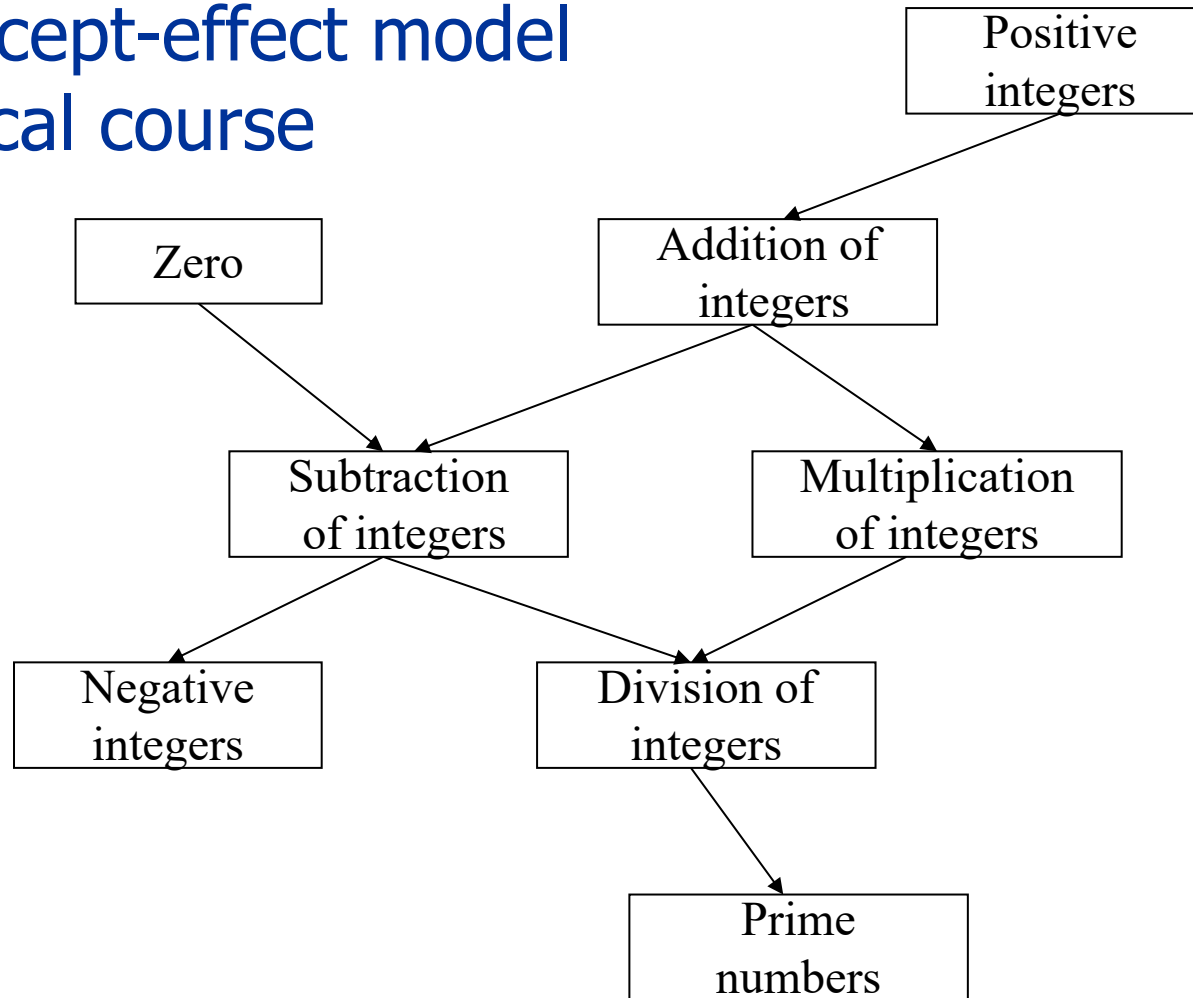 cept-effect model
cal course
Positive
integers
Zero
Addition of
integers
Subtraction
of integers
Multiplication
of integers
Negative
integers
Division of
integers
Prime
numbers